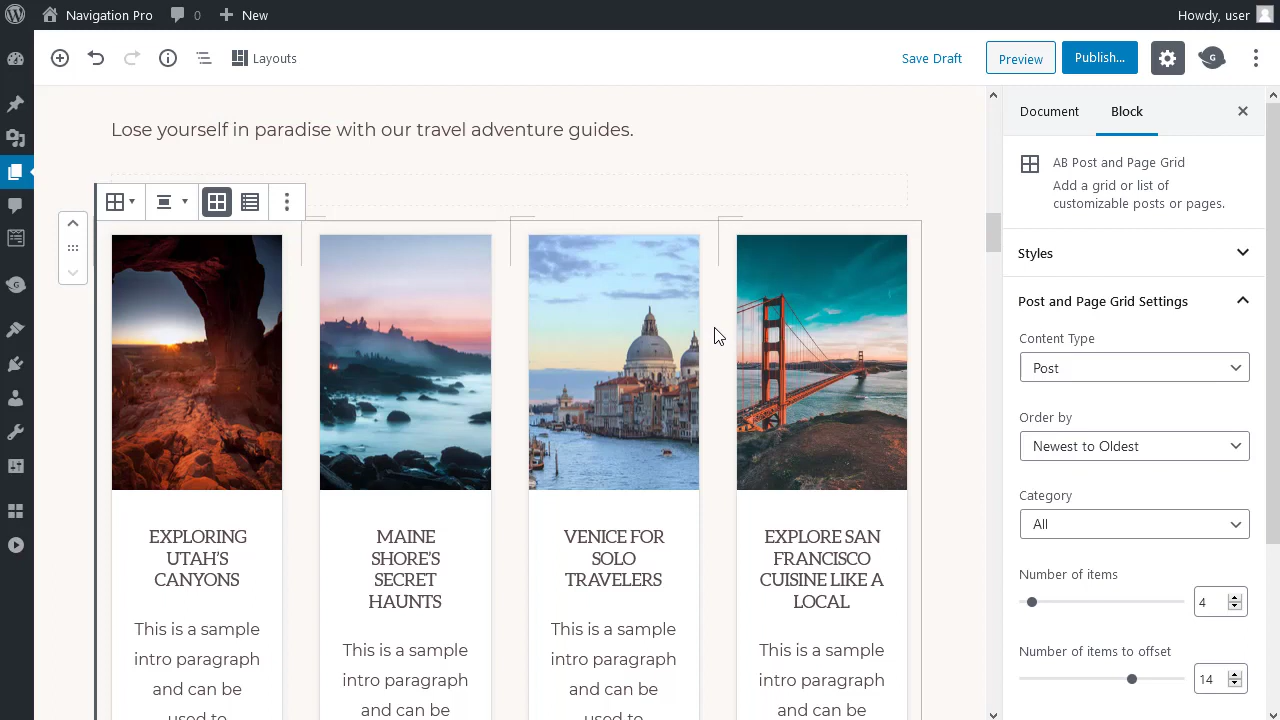 Navigation Pro
0
New
Howdy, user
Layouts
Save Draft
Preview
Publish...
G
Lose yourself in paradise with our travel adventure guides.
EXPLORING
UTAH'S
CANYONS
This is a sample
intro paragraph
and can be
used to
MAINE
SHORE'S
SECRET
HAUNTS
This is a sample
intro paragraph
and can be
VENICE FOR
SOLO
TRAVELERS
This is a sample
intro paragraph
and can be
used to
EXPLORE SAN
FRANCISCO
CUISINE LIKE A
LOCAL
This is a sample
intro paragraph
and can be
Document
Block
AB Post and Page Grid
Add a grid or list of
customizable posts or pages.
Styles
Post and Page Grid Settings
Content Type
Post
Order by
Newest to Oldest
Category
All
Number of items
4
Number of items to offset
14